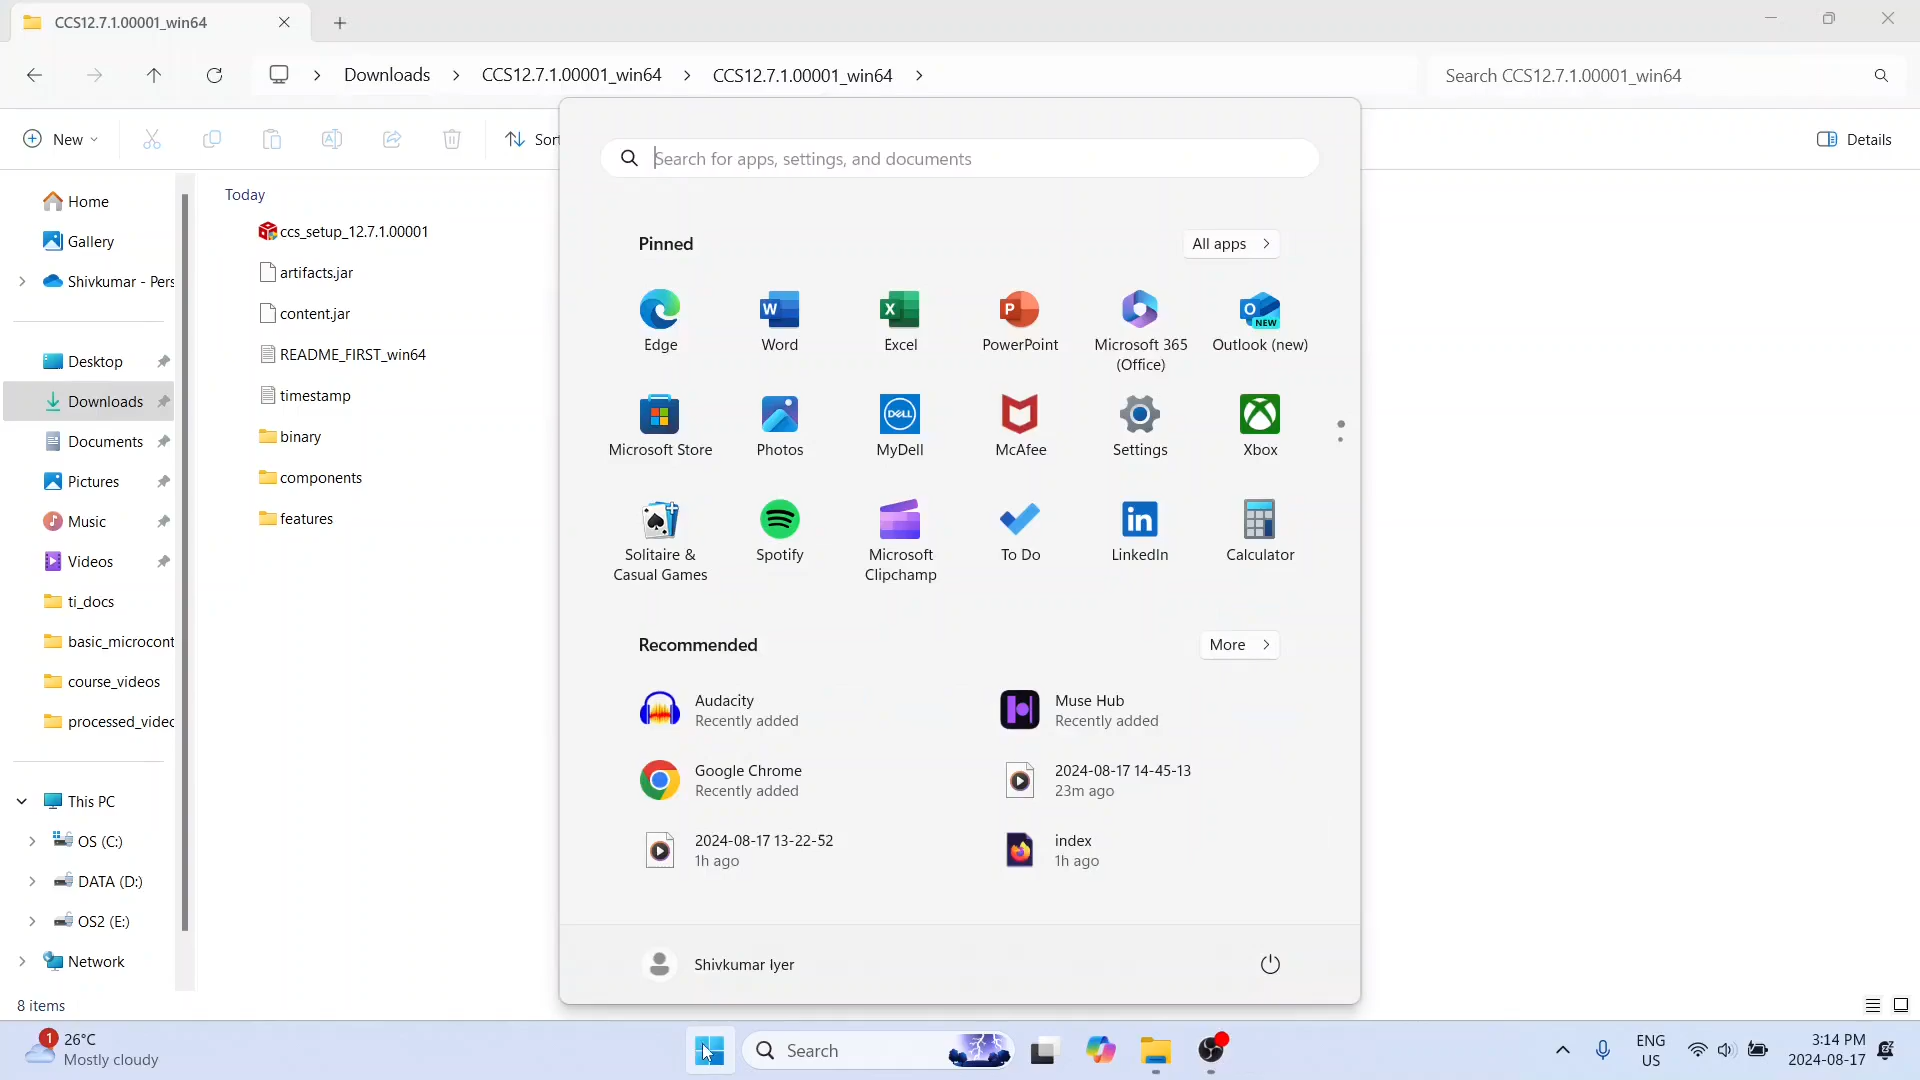 CCS12.7.1.00001_win64
Downloads
CCS12.7.1.00001_win64
CCS12.7.1.00001_win64
Search CCS12.7.1.00001_win64
New
Sort
Details
Home
Gallery
Shivkumar - Pers
Desktop
Downloads
Documents
Pictures
Music
Videos
ti_docs
basic_microcont
course_videos
processed_videc
This PC
OS (C:)
DATA (D:)
OS2 (E:)
Network
8 items
Today
ccs_setup_12.7.1.00001
artifacts.jar
content.jar
README_FIRST_win64
timestamp
binary
components
features
Search for apps, settings, and documents
Pinned
All apps
Edge
Word
Excel
PowerPoint
Microsoft 365
(Office)
Outlook (new)
Microsoft Store
Photos
MyDell
McAfee
Settings
Xbox
Solitaire &
Casual Games
Spotify
Microsoft
Clipchamp
To Do
LinkedIn
Calculator
Recommended
More
Audacity
Recently added
Muse Hub
Recently added
Google Chrome
Recently added
2024-08-17 14-45-13
23m ago
2024-08-17 13-22-52
1h ago
index
1h ago
Shivkumar Iyer
1
26°C
Mostly cloudy
Search
ENG
US
3:14 PM
2024-08-17